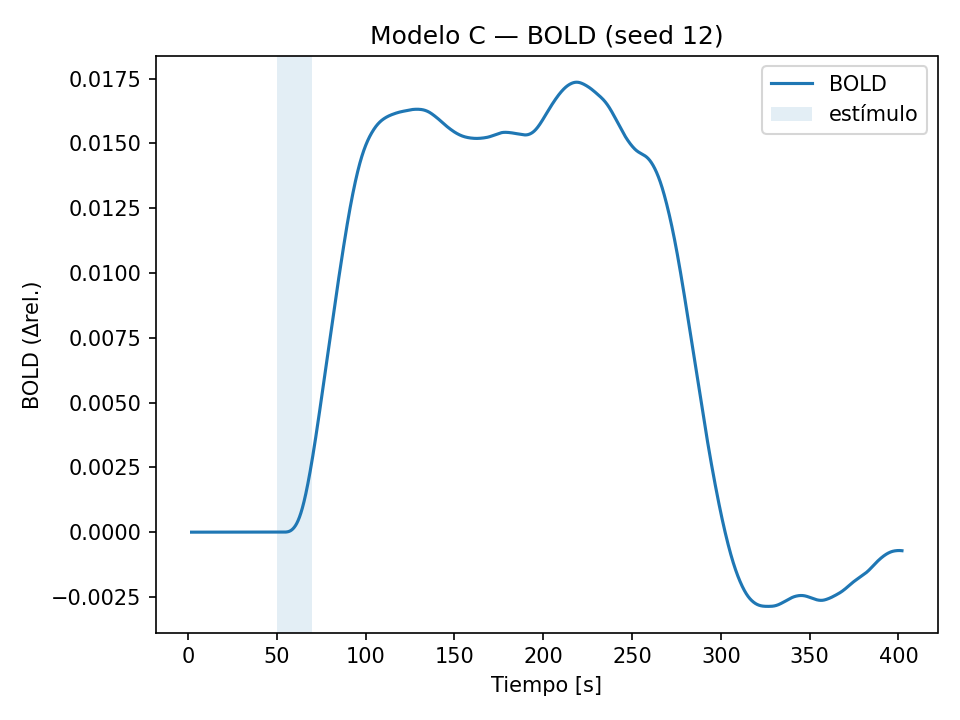 Modelo C — BOLD (seed 12)
BOLD
estímulo
BOLD (Δrel.)
0.0175
0.0150
0.0125
0.0100
0.0075
0.0050
0.0025
0.0000
−0.0025
0 50 100 150 200 250 300 350 400
Tiempo [s]